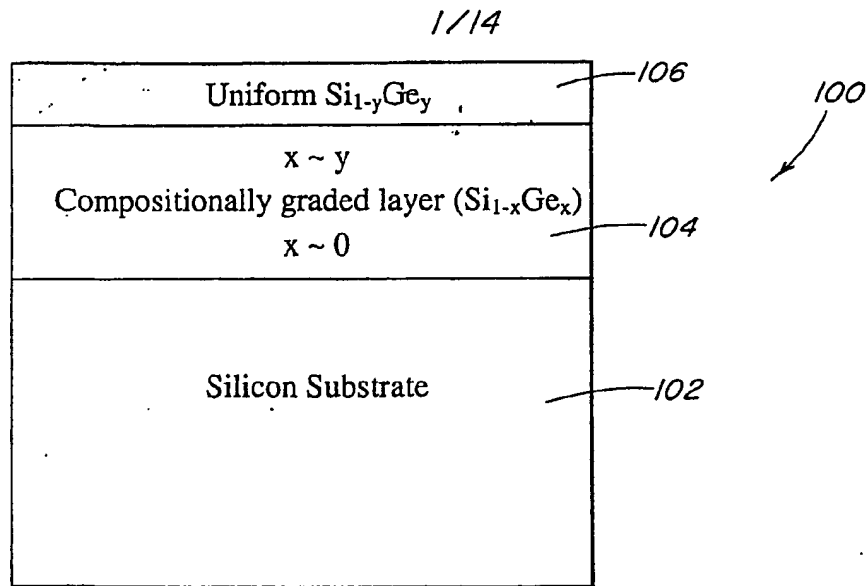 1/14
Uniform Si₁₋yGey
106
100
x ~ y
Compositionally graded layer (Si₁₋ₓGeₓ)
104
x ~ 0
Silicon Substrate
102